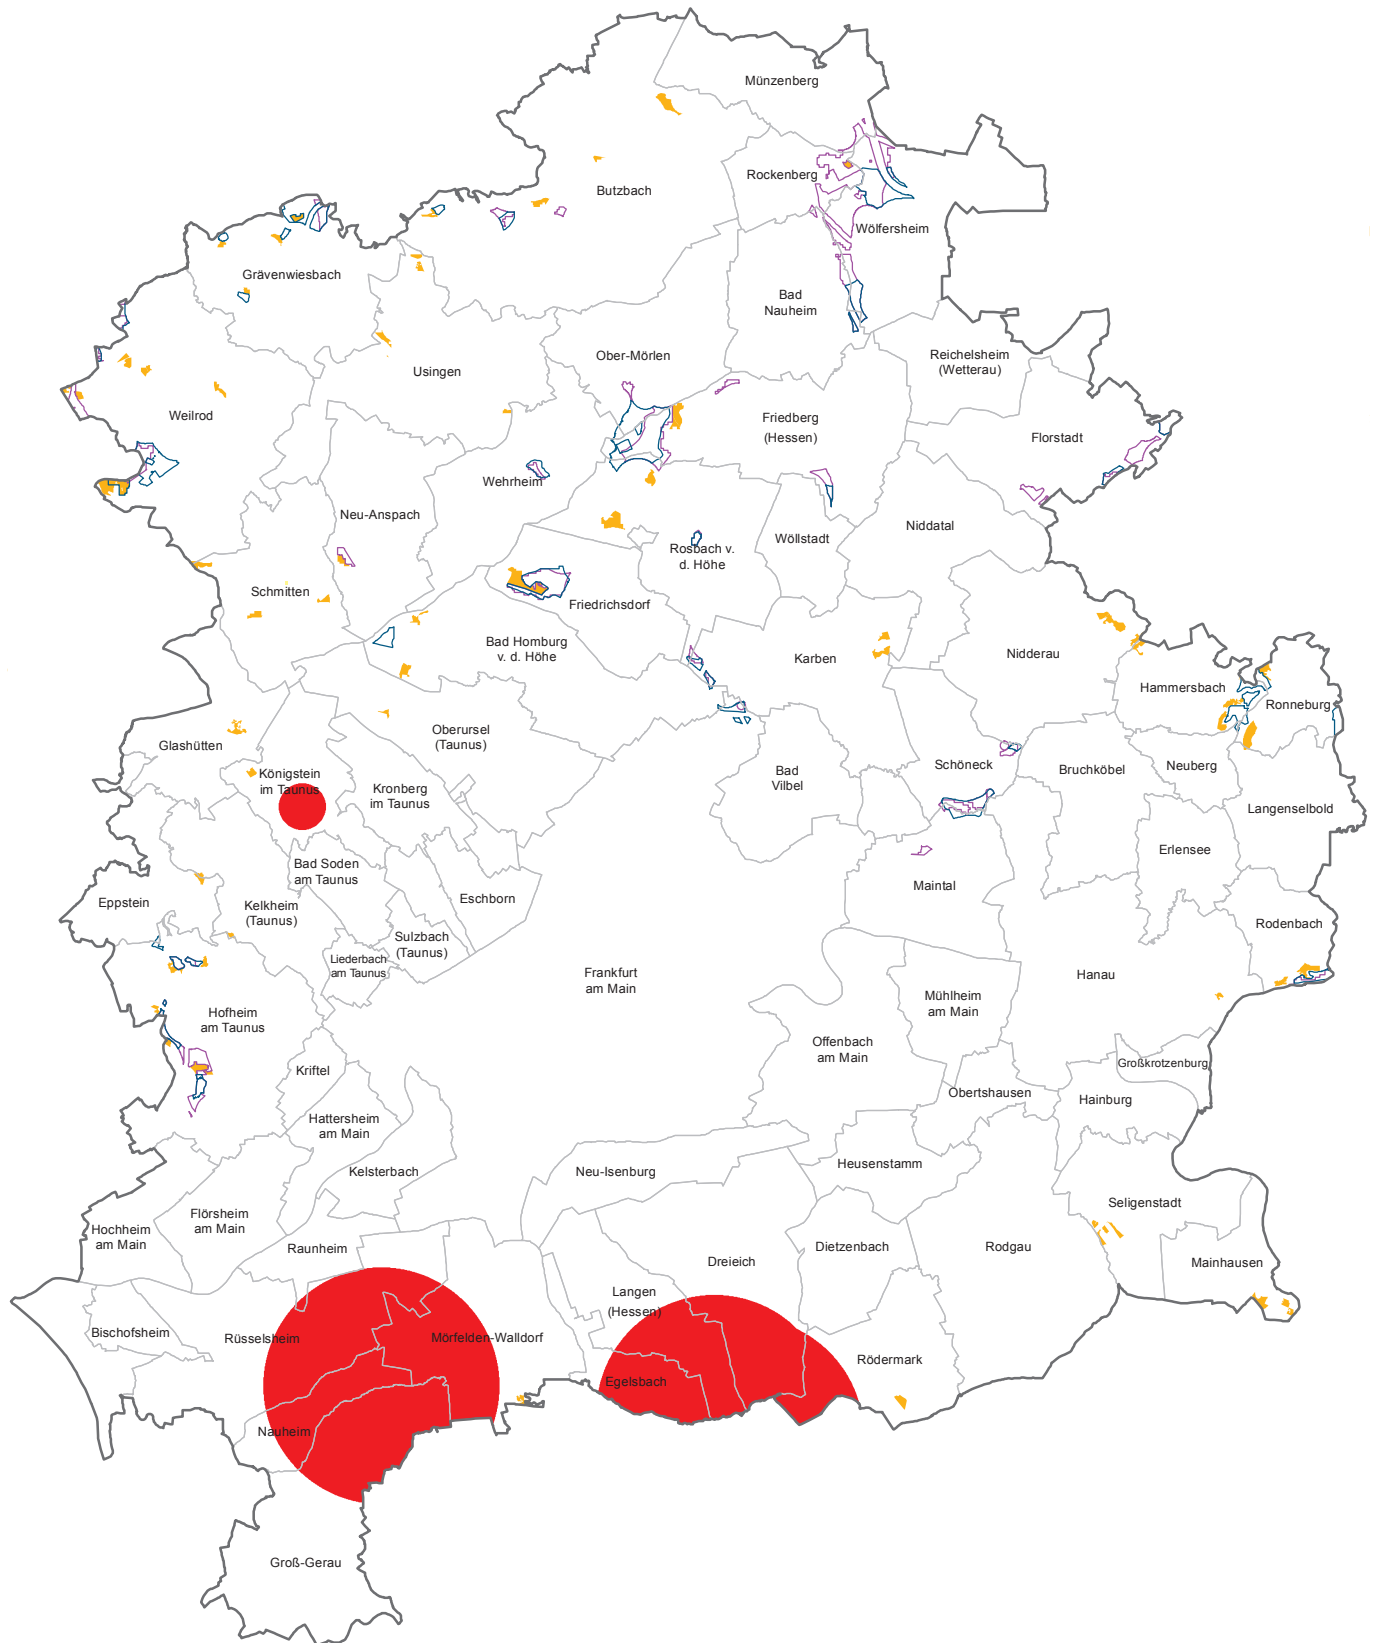 Münzenberg
Rockenberg
Butzbach
Wölfersheim
Grävenwiesbach
Bad
Nauheim
Ober-Mörlen
Reichelsheim
(Wetterau)
Usingen
Weilrod
Friedberg
(Hessen)
Florstadt
Wehrheim
Neu-Anspach
Niddatal
Wöllstadt
Rosbach v.
d. Höhe
Schmitten
Friedrichsdorf
Bad Homburg
v. d. Höhe
Karben
Nidderau
Hammersbach
Ronneburg
Glashütten
Oberursel
(Taunus)
Königstein
im Taunus
Kronberg
im Taunus
Bad
Vilbel
Schöneck
Bruchköbel
Neuberg
Langenselbold
Erlensee
Bad Soden
am Taunus
Maintal
Eppstein
Kelkheim
(Taunus)
Eschborn
Sulzbach
(Taunus)
Liederbach
am Taunus
Rodenbach
Frankfurt
am Main
Hanau
Mühlheim
am Main
Hofheim
am Taunus
Offenbach
am Main
Kriftel
Großkrotzenburg
Obertshausen
Hainburg
Hattersheim
am Main
Heusenstamm
Kelsterbach
Neu-Isenburg
Seligenstadt
Flörsheim
am Main
Hochheim
am Main
Raunheim
Dietzenbach
Rodgau
Dreieich
Mainhausen
Langen
(Hessen)
Bischofsheim
Rüsselsheim
Mörfelden-Walldorf
Rödermark
Egelsbach
Nauheim
Groß-Gerau